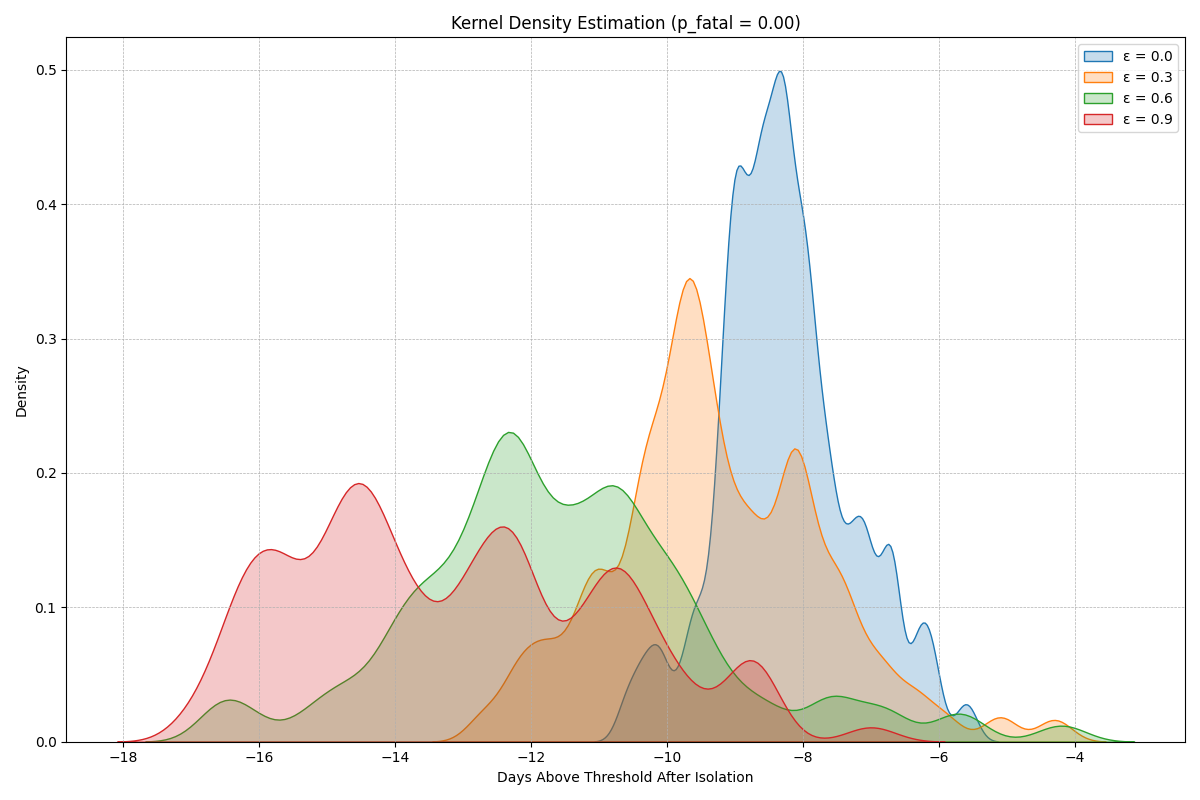 Kernel Density Estimation (p_fatal = 0.00)
ε = 0.0
ε = 0.3
ε = 0.6
ε = 0.9
Density
0.5
0.4
0.3
0.2
0.1
0.0
−18 −16 −14 −12 −10 −8 −6 −4
Days Above Threshold After Isolation